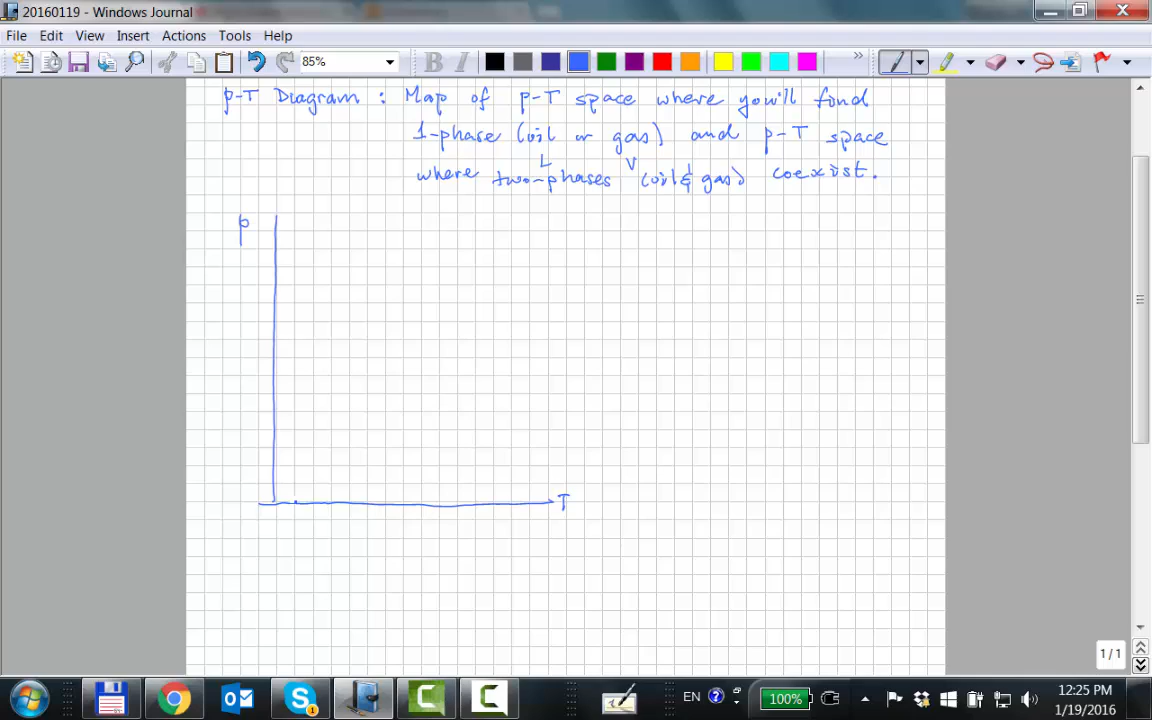 20160119 - Windows Journal
File Edit View Insert Actions Tools Help
85%
B I
p-T Diagram : Map of p-T space where you'll find
1-phase (oil or gas) and p-T space
L V
where two-phases (oil & gas) coexist.
P
T
1 / 1
EN
100%
12:25 PM
1/19/2016